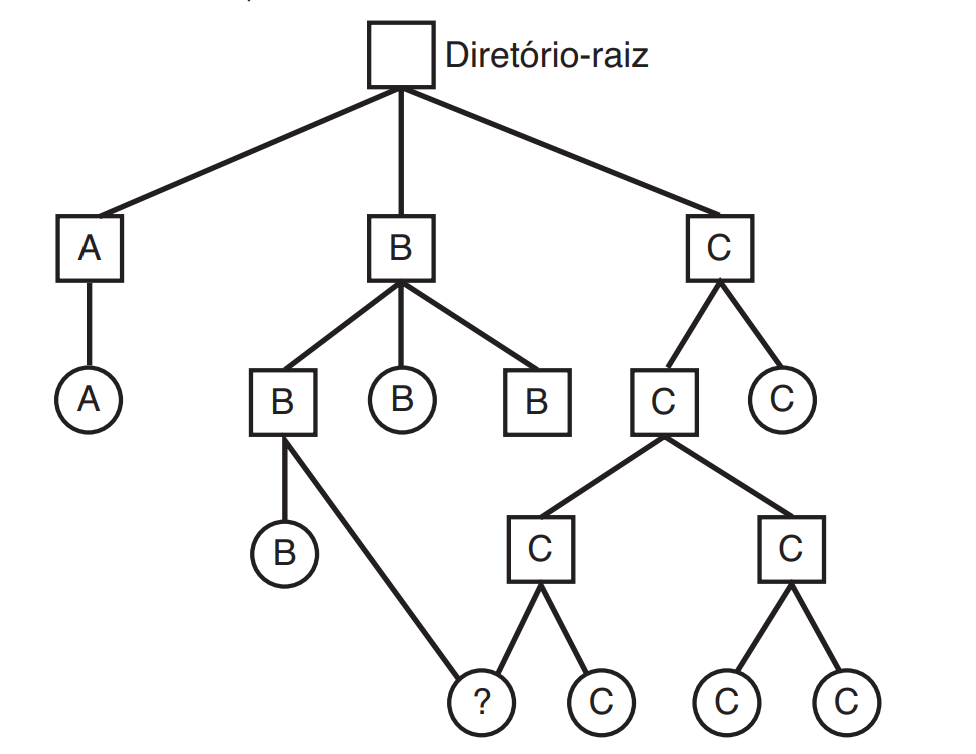 Diretório-raiz
A B C
A B B B C C
B C C
? C C C